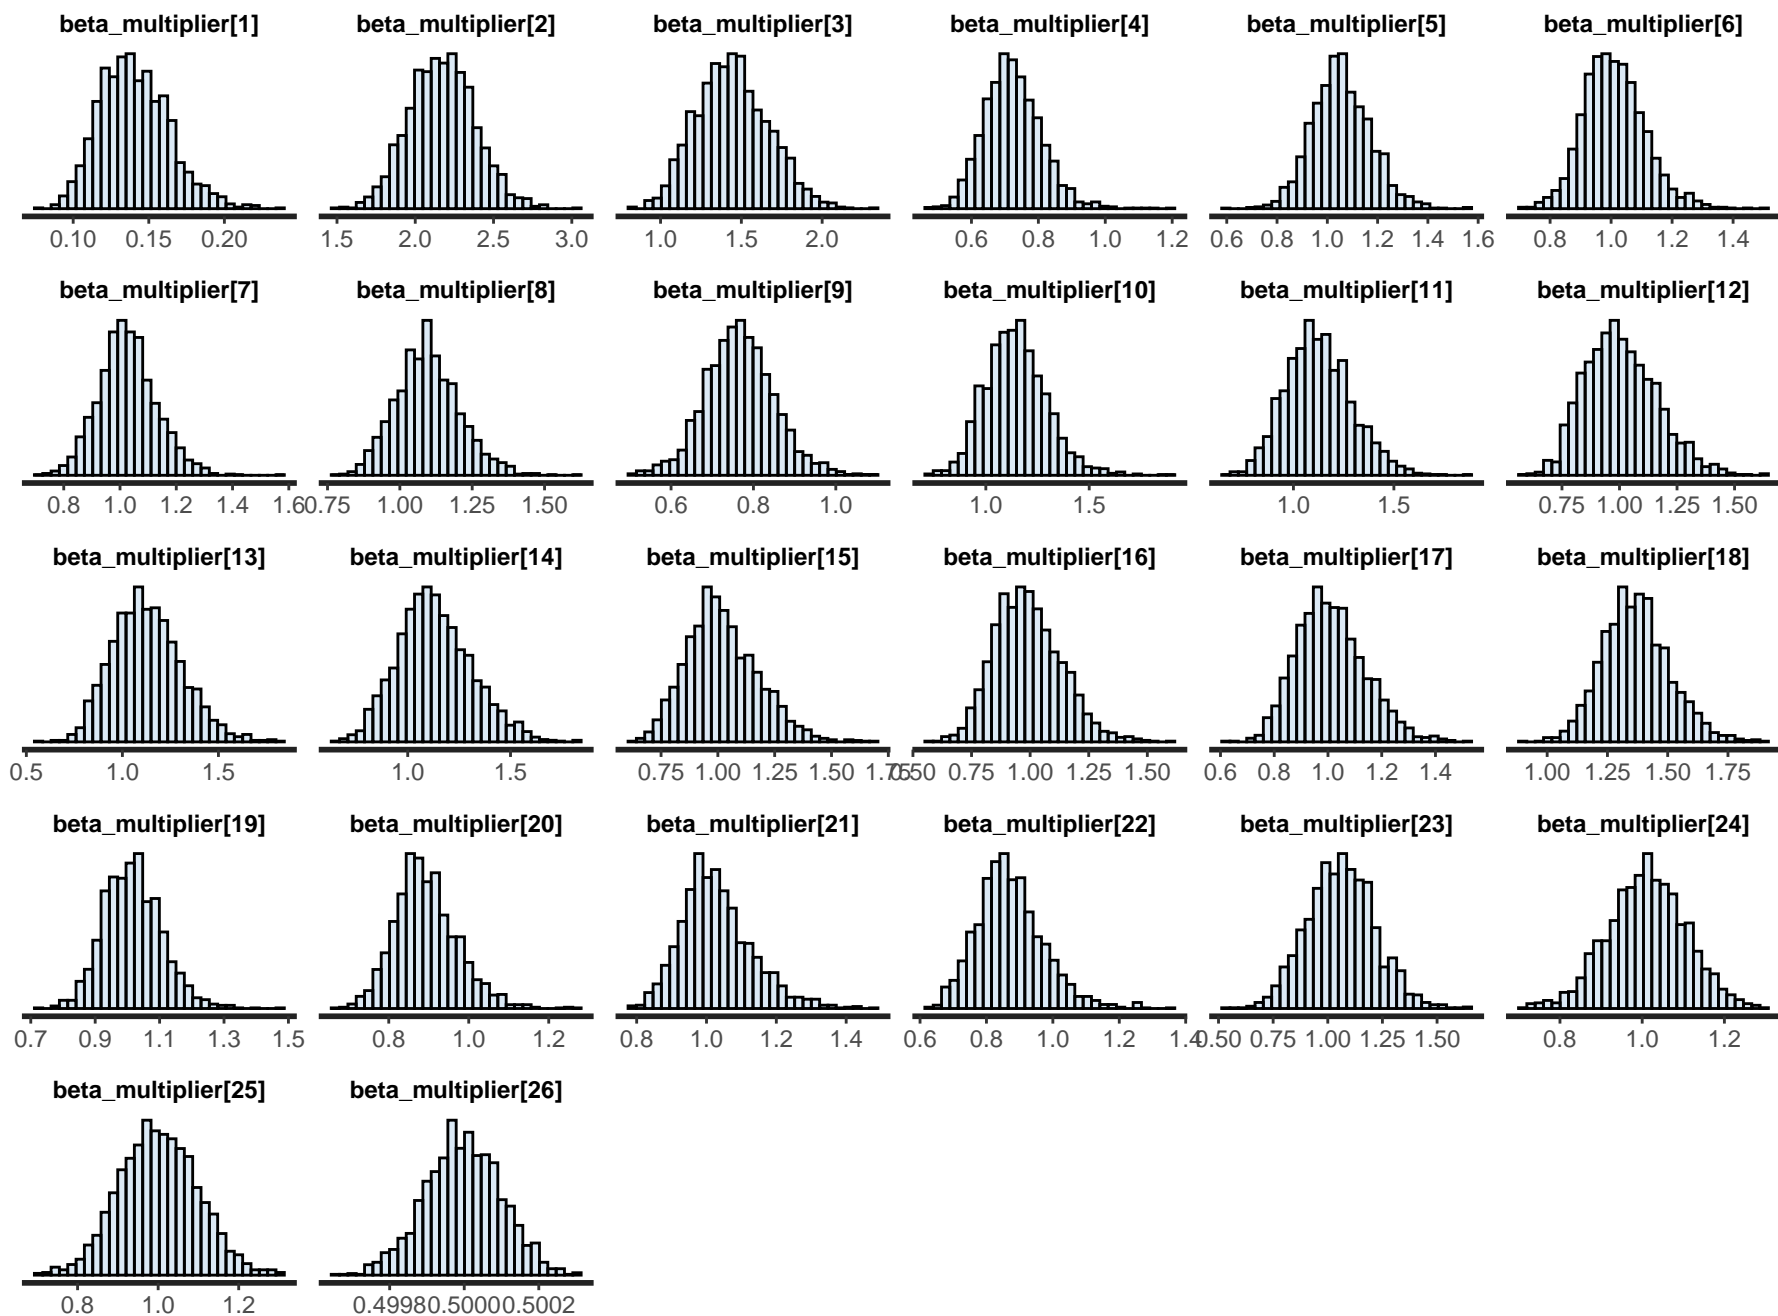 beta_multiplier[1] beta_multiplier[2] beta_multiplier[3] beta_multiplier[4] beta_multiplier[5] beta_multiplier[6]
0.10 0.15 0.20 1.5 2.0 2.5 3.0 1.0 1.5 2.0 0.6 0.8 1.0 1.2 0.6 0.8 1.0 1.2 1.4 1.6 0.8 1.0 1.2 1.4
beta_multiplier[7] beta_multiplier[8] beta_multiplier[9] beta_multiplier[10] beta_multiplier[11] beta_multiplier[12]
0.8 1.0 1.2 1.4 1.6 0.75 1.00 1.25 1.50 0.6 0.8 1.0 1.0 1.5 1.0 1.5 0.75 1.00 1.25 1.50
beta_multiplier[13] beta_multiplier[14] beta_multiplier[15] beta_multiplier[16] beta_multiplier[17] beta_multiplier[18]
0.5 1.0 1.5 1.0 1.5 0.75 1.00 1.25 1.50 1.75 0.50 0.75 1.00 1.25 1.50 0.6 0.8 1.0 1.2 1.4 1.00 1.25 1.50 1.75
beta_multiplier[19] beta_multiplier[20] beta_multiplier[21] beta_multiplier[22] beta_multiplier[23] beta_multiplier[24]
0.7 0.9 1.1 1.3 1.5 0.8 1.0 1.2 0.8 1.0 1.2 1.4 0.6 0.8 1.0 1.2 1.4 0.50 0.75 1.00 1.25 1.50 0.8 1.0 1.2
beta_multiplier[25] beta_multiplier[26]
0.8 1.0 1.2 0.4998 0.5000 0.5002